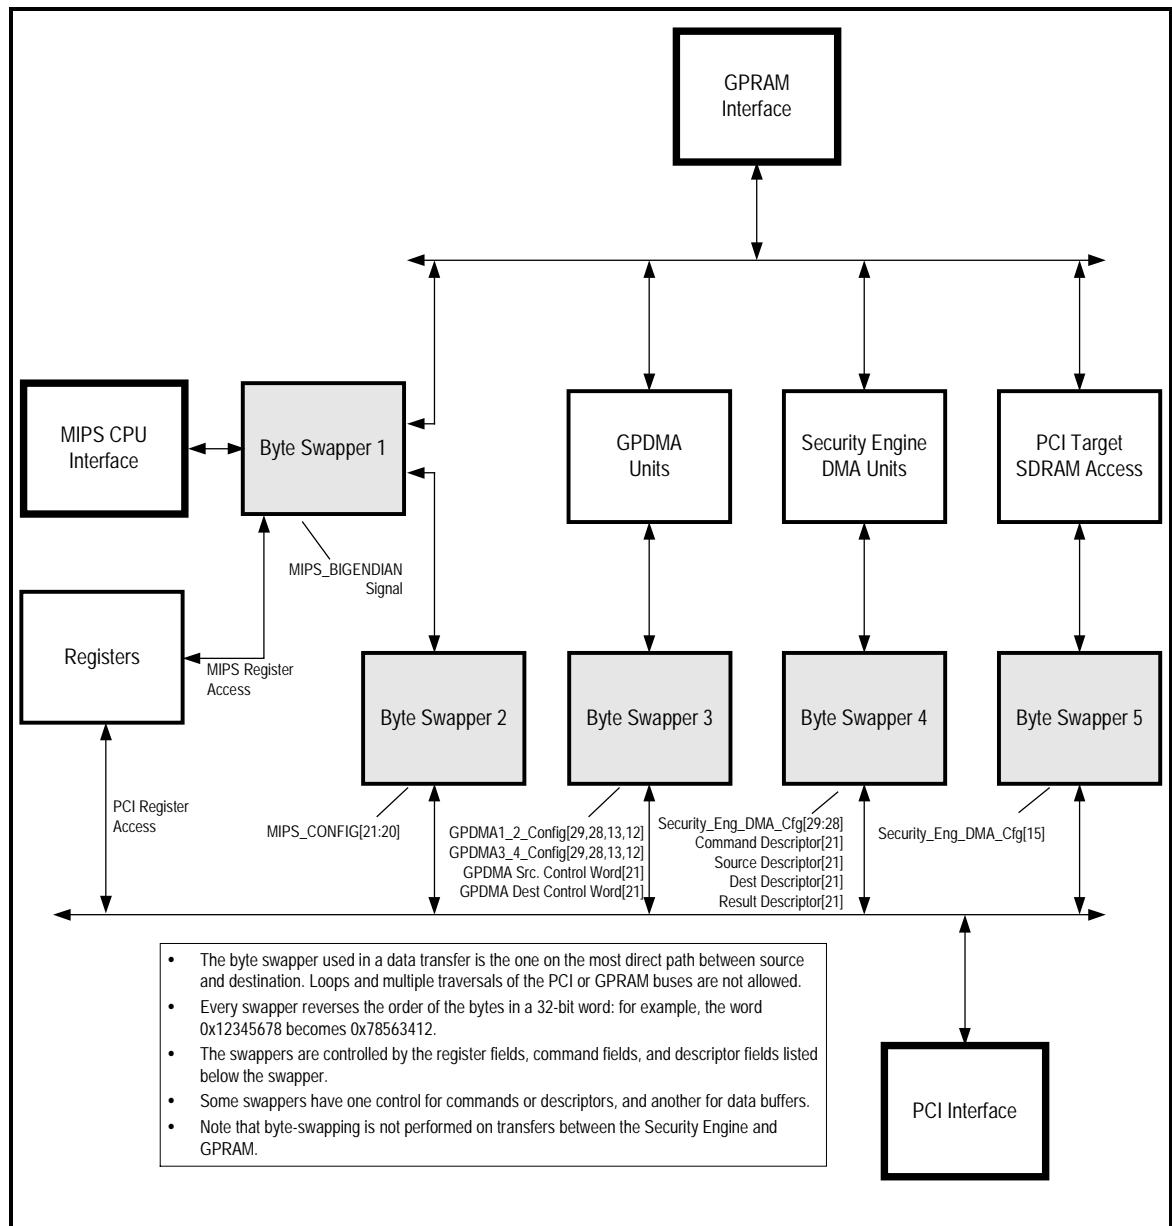 GPRAM
Interface
MIPS CPU
Interface
Byte Swapper 1
GPDMA
Units
Security Engine
DMA Units
PCI Target
SDRAM Access
MIPS_BIGENDIAN
Signal
Registers
MIPS Register
Access
Byte Swapper 2
Byte Swapper 3
Byte Swapper 4
Byte Swapper 5
PCI Register
Access
MIPS_CONFIG[21:20]
GPDMA1_2_Config[29,28,13,12]
GPDMA3_4_Config[29,28,13,12]
GPDMA Src. Control Word[21]
GPDMA Dest Control Word[21]
Security_Eng_DMA_Cfg[29:28]
Command Descriptor[21]
Source Descriptor[21]
Dest Descriptor[21]
Result Descriptor[21]
Security_Eng_DMA_Cfg[15]
• The byte swapper used in a data transfer is the one on the most direct path between source
and destination. Loops and multiple traversals of the PCI or GPRAM buses are not allowed.
• Every swapper reverses the order of the bytes in a 32-bit word: for example, the word
0x12345678 becomes 0x78563412.
• The swappers are controlled by the register fields, command fields, and descriptor fields listed
below the swapper.
• Some swappers have one control for commands or descriptors, and another for data buffers.
• Note that byte-swapping is not performed on transfers between the Security Engine and
GPRAM.
PCI Interface